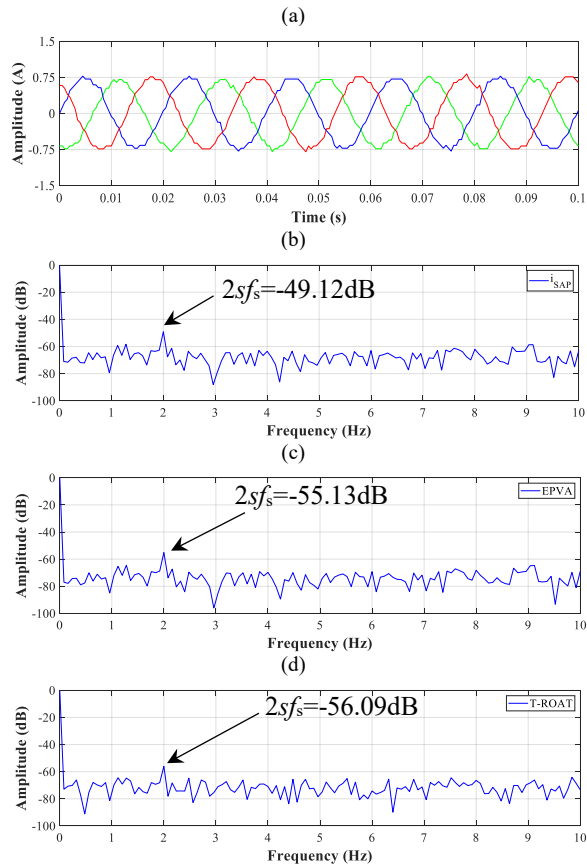 (a)
1.5
0.75
0
-0.75
-1.5
Amplitude (A)
0 0.01 0.02 0.03 0.04 0.05 0.06 0.07 0.08 0.09 0.1
Time (s)
(b)
0
-20
-40
-60
-80
-100
Amplitude (dB)
2sfs=-49.12dB
iSAP
0 1 2 3 4 5 6 7 8 9 10
Frequency (Hz)
(c)
0
-20
-40
-60
-80
-100
Amplitude (dB)
2sfs=-55.13dB
EPVA
0 1 2 3 4 5 6 7 8 9 10
Frequency (Hz)
(d)
0
-20
-40
-60
-80
-100
Amplitude (dB)
2sfs=-56.09dB
T-ROAT
0 1 2 3 4 5 6 7 8 9 10
Frequency (Hz)